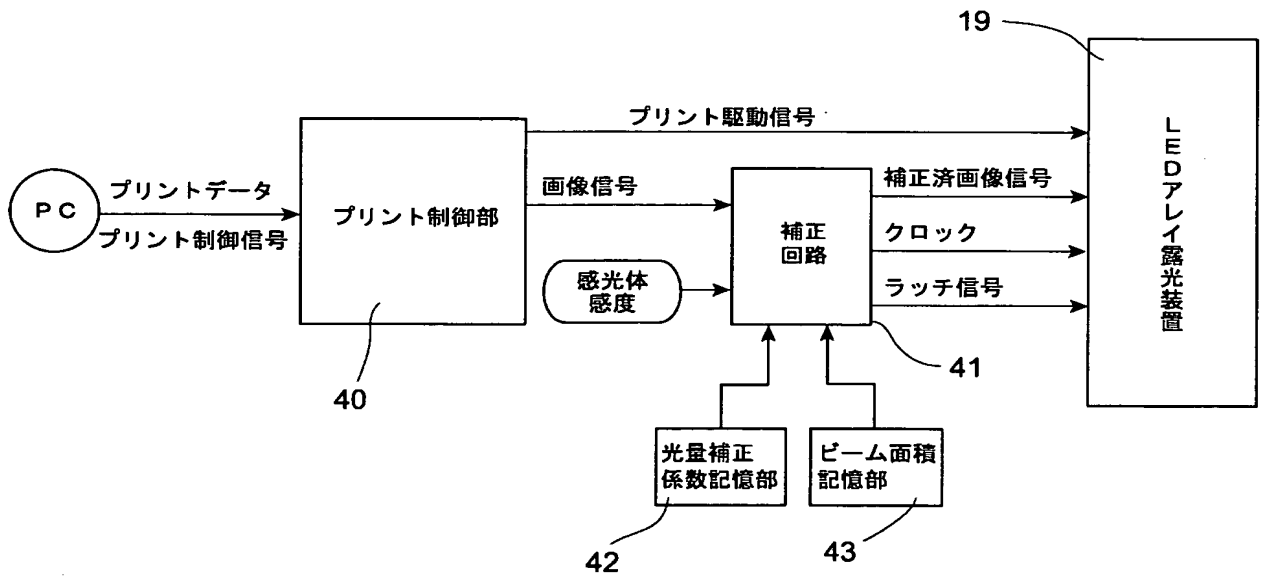 19
プリント駆動信号
LEDアレイ露光装置
PC
プリントデータ
プリント制御信号
プリント制御部
画像信号
補正
回路
補正済画像信号
クロック
ラッチ信号
感光体
感度
40
41
光量補正
係数記憶部
ビーム面積
記憶部
42
43